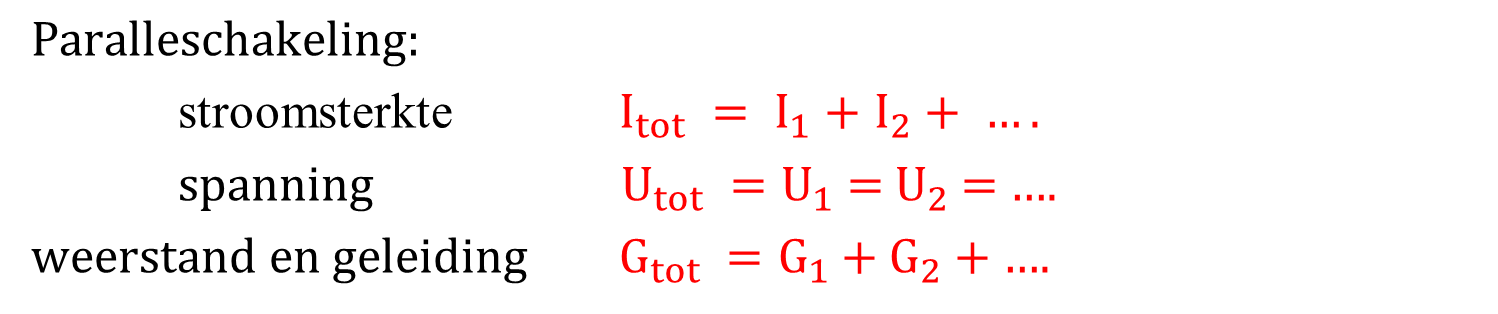 Paralleschakeling:
stroomsterkte I_tot = I_1 + I_2 + ... .
spanning U_tot = U_1 = U_2 = ....
weerstand en geleiding G_tot = G_1 + G_2 + ....